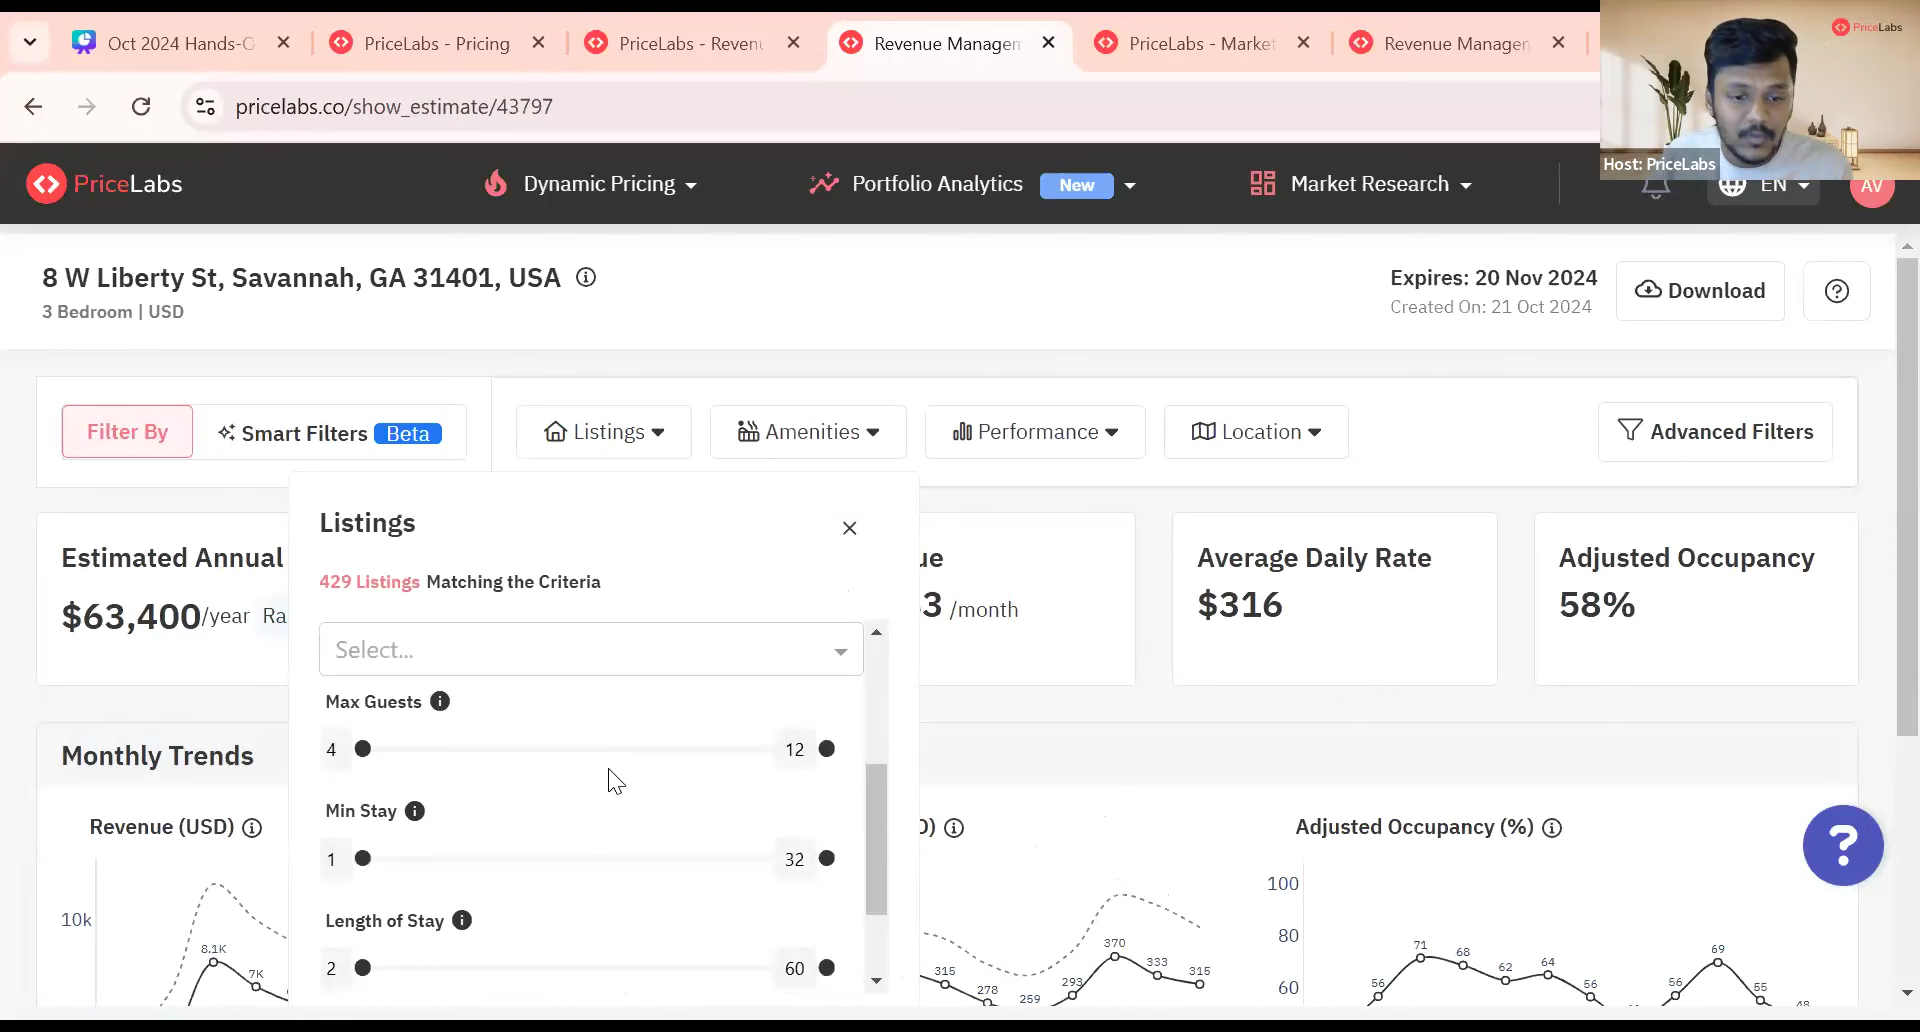 Oct 2024 Hands-O
PriceLabs - Pricing
PriceLabs - Revenu
Revenue Managem
PriceLabs - Market
Revenue Managem
PriceLabs
pricelabs.co/show_estimate/43797
Host: PriceLabs
PriceLabs
Dynamic Pricing
Portfolio Analytics
New
Market Research
EN
AV
8 W Liberty St, Savannah, GA 31401, USA
3 Bedroom | USD
Expires: 20 Nov 2024
Created On: 21 Oct 2024
Download
Filter By
Smart Filters Beta
Listings
Amenities
Performance
Location
Advanced Filters
Listings
429 Listings Matching the Criteria
Select...
Max Guests
4
12
Min Stay
1
32
Length of Stay
2
60
Estimated Annual
$63,400/year Ra
ue
3 /month
Average Daily Rate
$316
Adjusted Occupancy
58%
Monthly Trends
Revenue (USD)
10k
8.1K
7K
D)
315
278
259
293
370
333
315
Adjusted Occupancy (%)
100
80
60
56
71
68
62
64
56
56
69
55
48